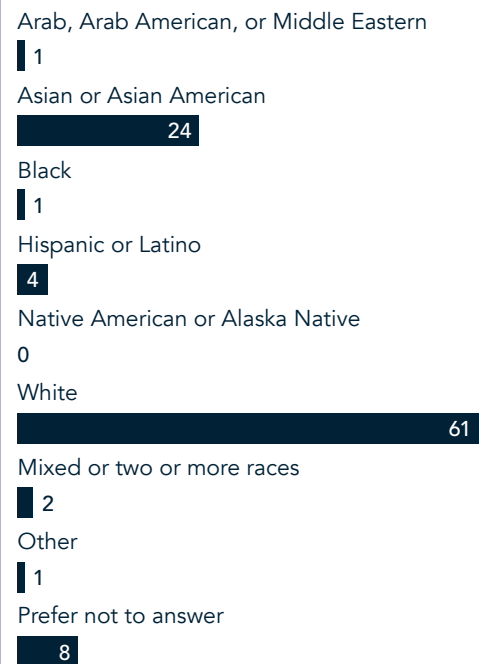 Arab, Arab American, or Middle Eastern
1
Asian or Asian American
24
Black
1
Hispanic or Latino
4
Native American or Alaska Native
0
White
61
Mixed or two or more races
2
Other
1
Prefer not to answer
8